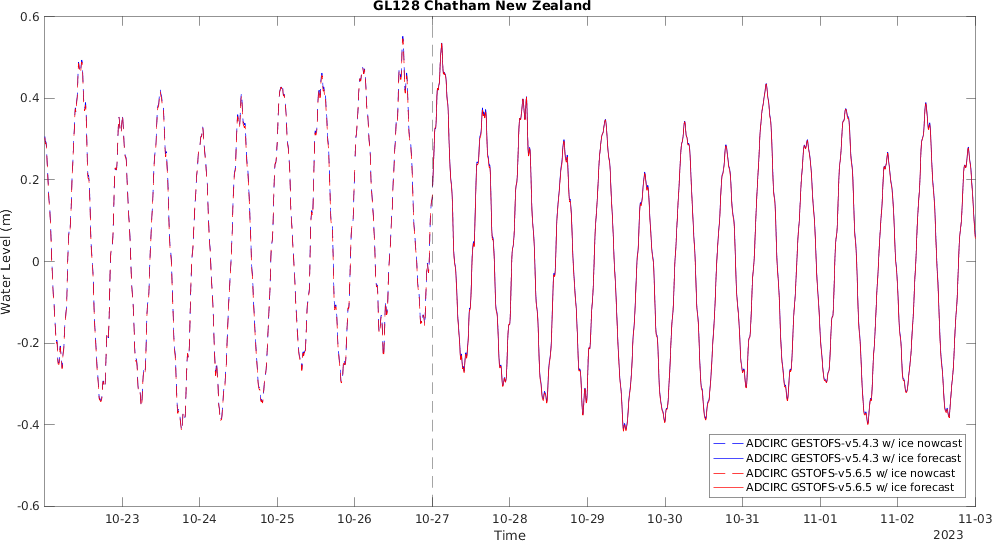 GL128 Chatham New Zealand
0.6
0.4
0.2
0
-0.2
-0.4
-0.6
Water Level (m)
ADCIRC GESTOFS-v5.4.3 w/ ice nowcast
ADCIRC GESTOFS-v5.4.3 w/ ice forecast
ADCIRC GSTOFS-v5.6.5 w/ ice nowcast
ADCIRC GSTOFS-v5.6.5 w/ ice forecast
10-23 10-24 10-25 10-26 10-27 10-28 10-29 10-30 10-31 11-01 11-02 11-03
Time
2023